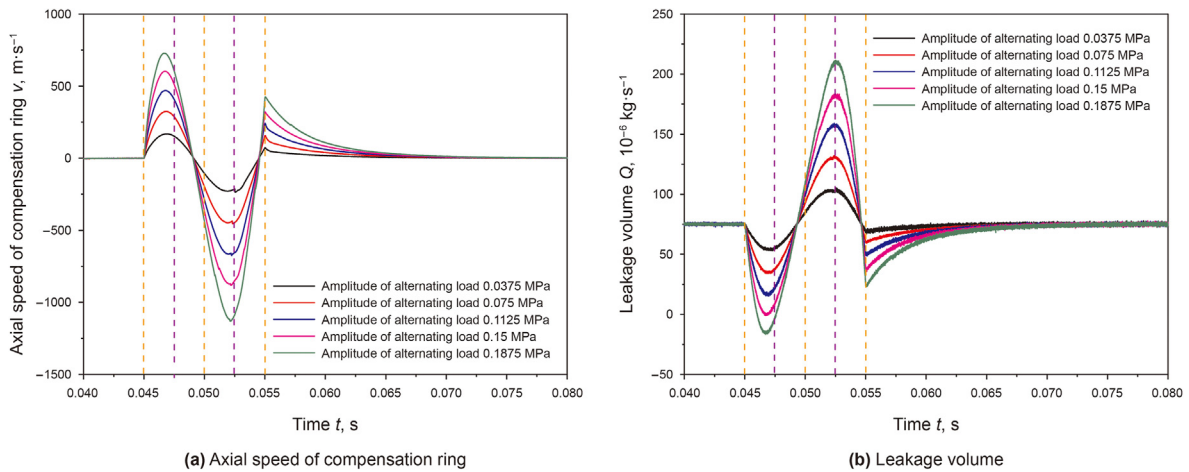 1000
500
0
−500
−1000
−1500
Axial speed of compensation ring v, m·s⁻¹
Amplitude of alternating load 0.0375 MPa
Amplitude of alternating load 0.075 MPa
Amplitude of alternating load 0.1125 MPa
Amplitude of alternating load 0.15 MPa
Amplitude of alternating load 0.1875 MPa
0.040 0.045 0.050 0.055 0.060 0.065 0.070 0.075 0.080
Time t, s
(a) Axial speed of compensation ring
250
200
150
100
50
0
−50
Leakage volume Q, 10⁻⁶ kg·s⁻¹
Amplitude of alternating load 0.0375 MPa
Amplitude of alternating load 0.075 MPa
Amplitude of alternating load 0.1125 MPa
Amplitude of alternating load 0.15 MPa
Amplitude of alternating load 0.1875 MPa
0.040 0.045 0.050 0.055 0.060 0.065 0.070 0.075 0.080
Time t, s
(b) Leakage volume